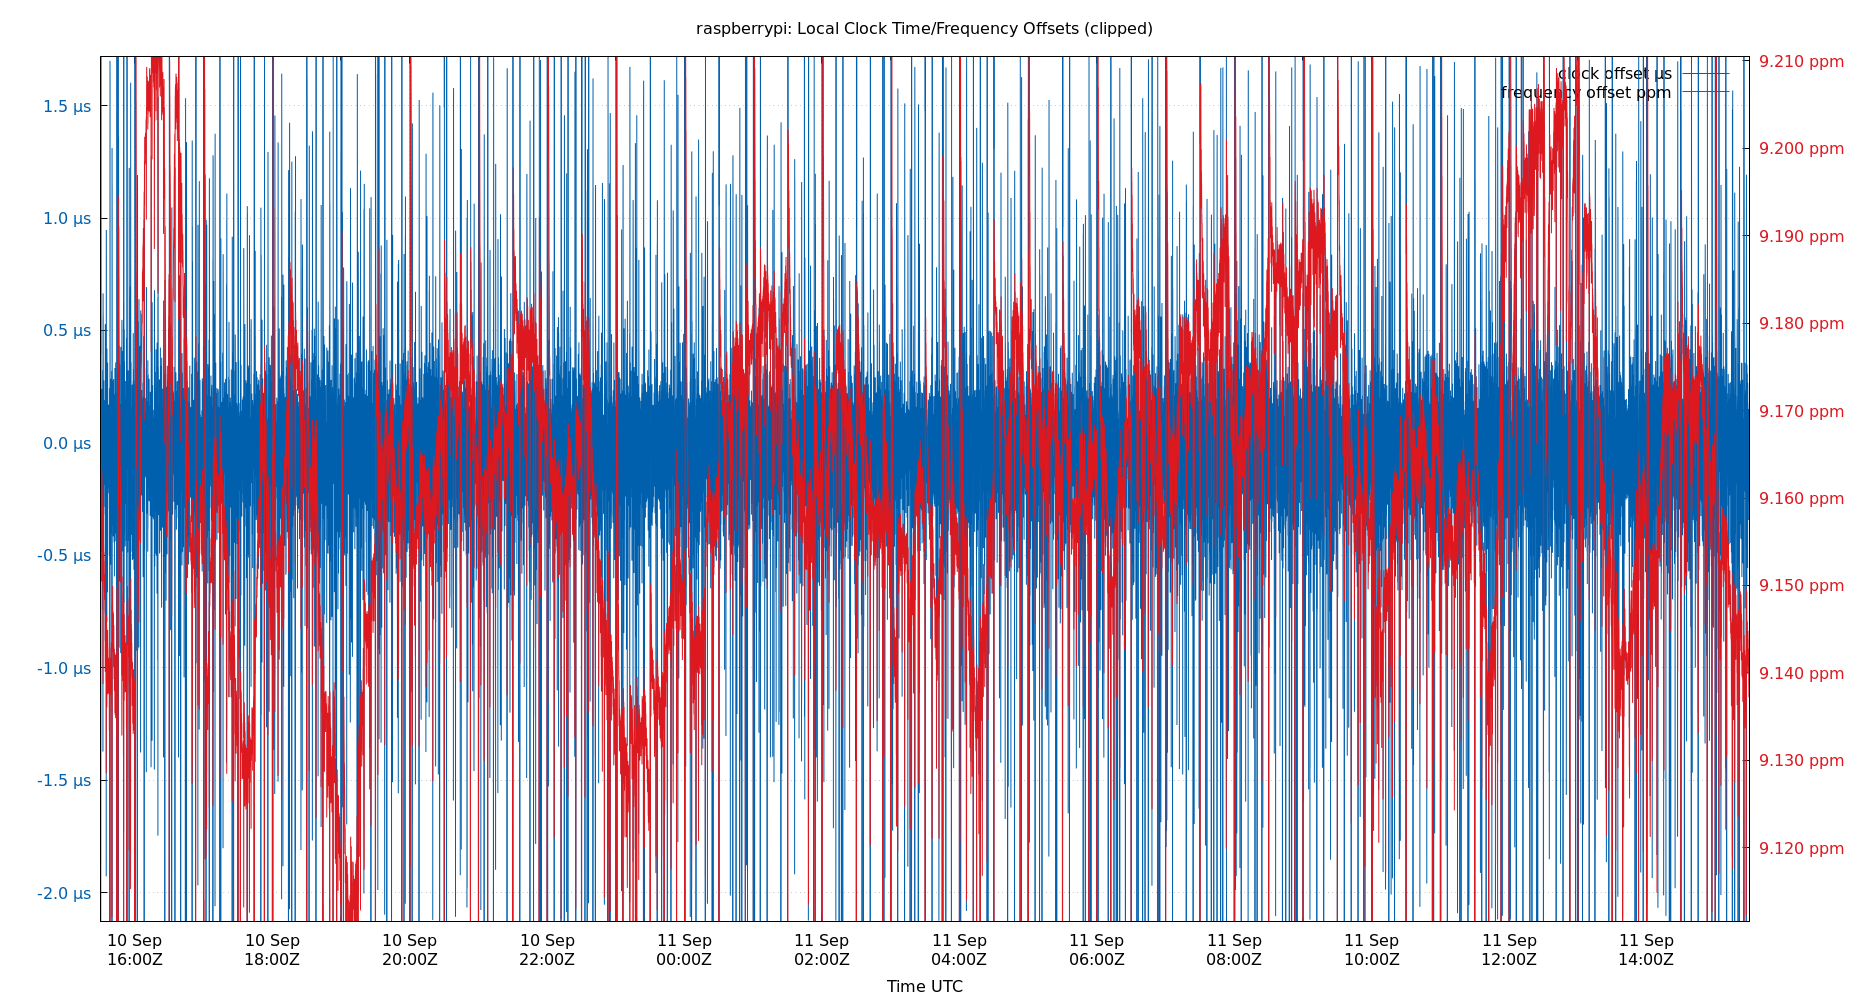 raspberrypi: Local Clock Time/Frequency Offsets (clipped)
clock offset µs
frequency offset ppm
1.5 µs
1.0 µs
0.5 µs
0.0 µs
-0.5 µs
-1.0 µs
-1.5 µs
-2.0 µs
9.210 ppm
9.200 ppm
9.190 ppm
9.180 ppm
9.170 ppm
9.160 ppm
9.150 ppm
9.140 ppm
9.130 ppm
9.120 ppm
10 Sep 10 Sep 10 Sep 10 Sep 11 Sep 11 Sep 11 Sep 11 Sep 11 Sep 11 Sep 11 Sep 11 Sep
16:00Z 18:00Z 20:00Z 22:00Z 00:00Z 02:00Z 04:00Z 06:00Z 08:00Z 10:00Z 12:00Z 14:00Z
Time UTC